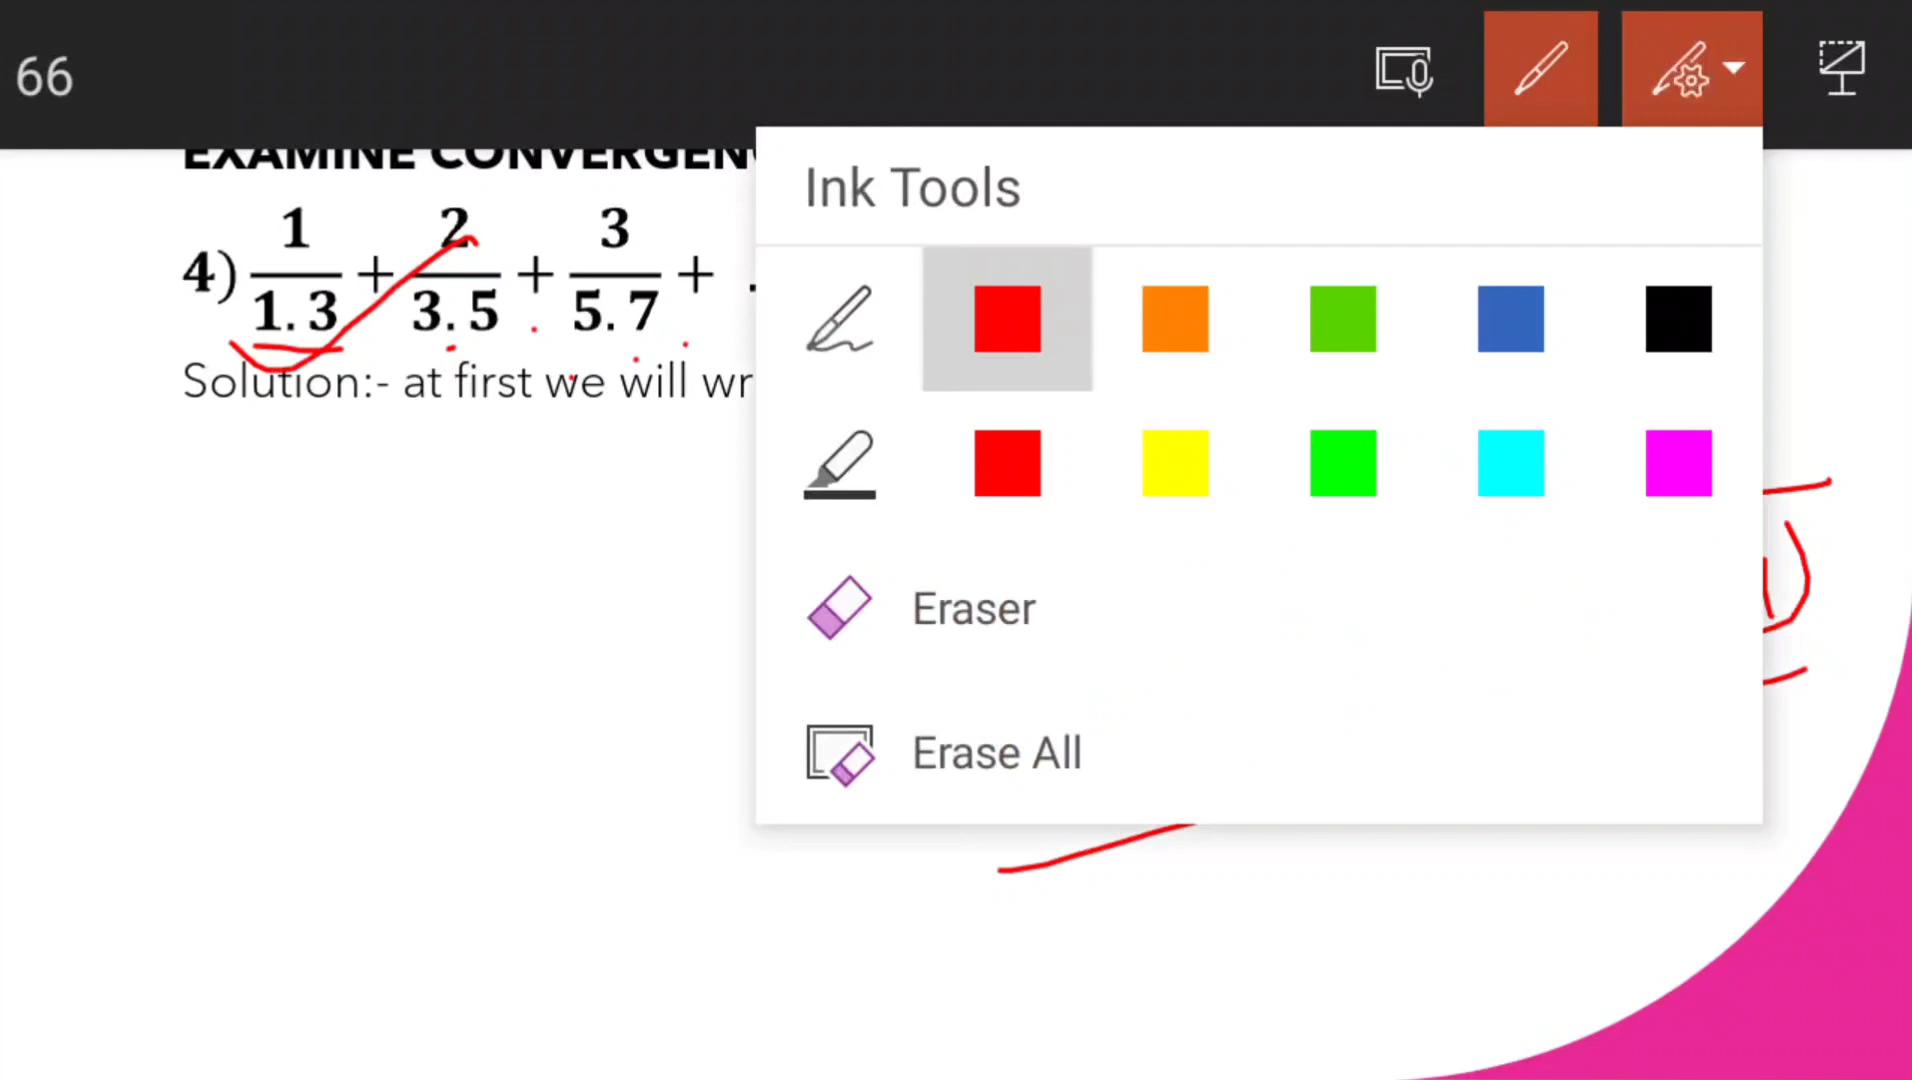 66
EXAMINE CONVERGEN
Ink Tools
4) 1/1.3 + 2/3.5 + 3/5.7 + .
Solution:- at first we will wr
Eraser
Erase All